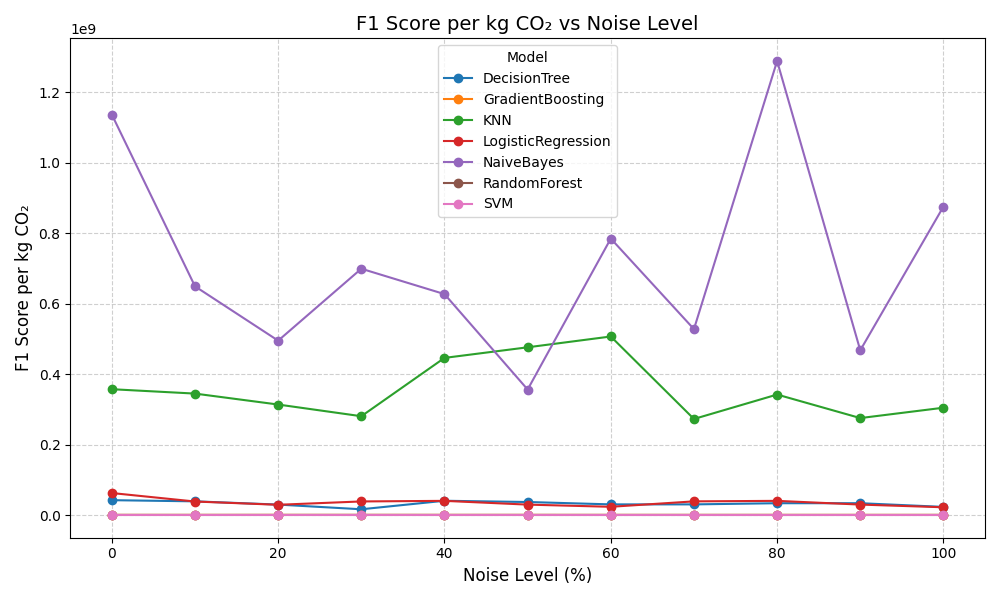 F1 Score per kg CO₂ vs Noise Level
1e9
Model
DecisionTree
GradientBoosting
KNN
LogisticRegression
NaiveBayes
RandomForest
SVM
1.2
1.0
0.8
0.6
0.4
0.2
0.0
F1 Score per kg CO₂
0 20 40 60 80 100
Noise Level (%)